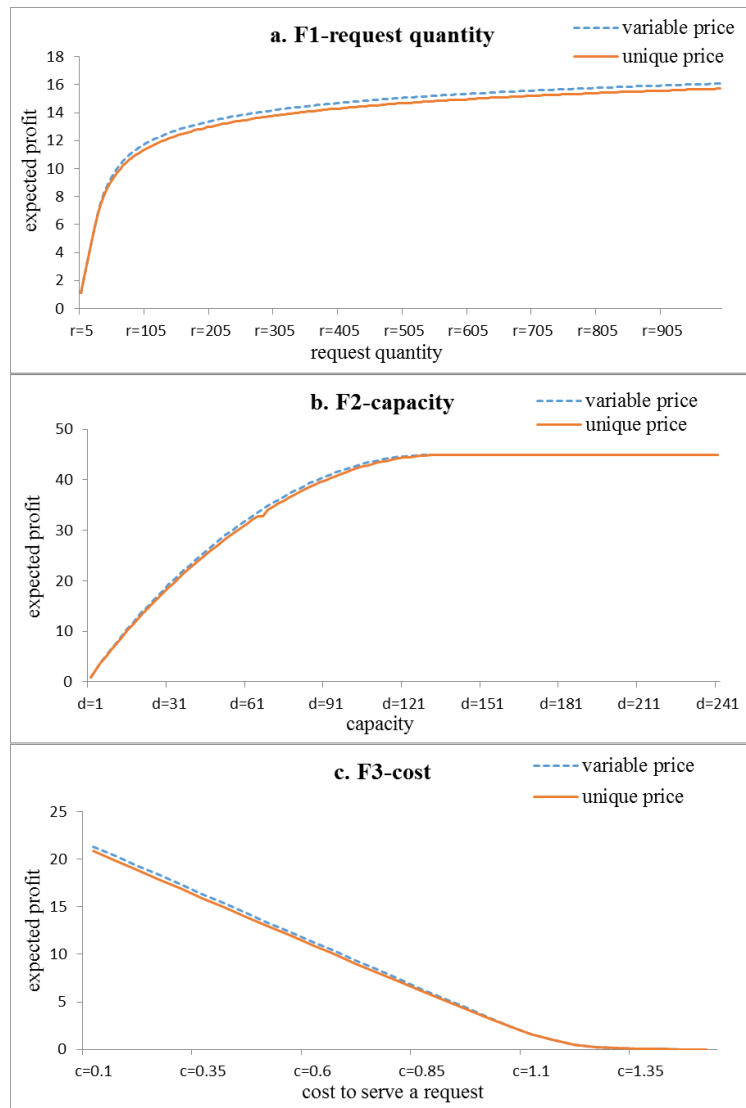 a. F1-request quantity
variable price
unique price
expected profit
18
16
14
12
10
8
6
4
2
0
r=5 r=105 r=205 r=305 r=405 r=505 r=605 r=705 r=805 r=905
request quantity
b. F2-capacity
variable price
unique price
expected profit
50
40
30
20
10
0
d=1 d=31 d=61 d=91 d=121 d=151 d=181 d=211 d=241
capacity
c. F3-cost
variable price
unique price
expected profit
25
20
15
10
5
0
c=0.1 c=0.35 c=0.6 c=0.85 c=1.1 c=1.35
cost to serve a request